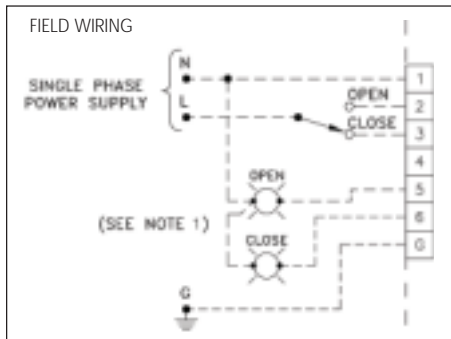 FIELD WIRING
N
SINGLE PHASE
POWER SUPPLY
L
OPEN
CLOSE
1
2
3
4
5
6
G
OPEN
(SEE NOTE 1)
CLOSE
G